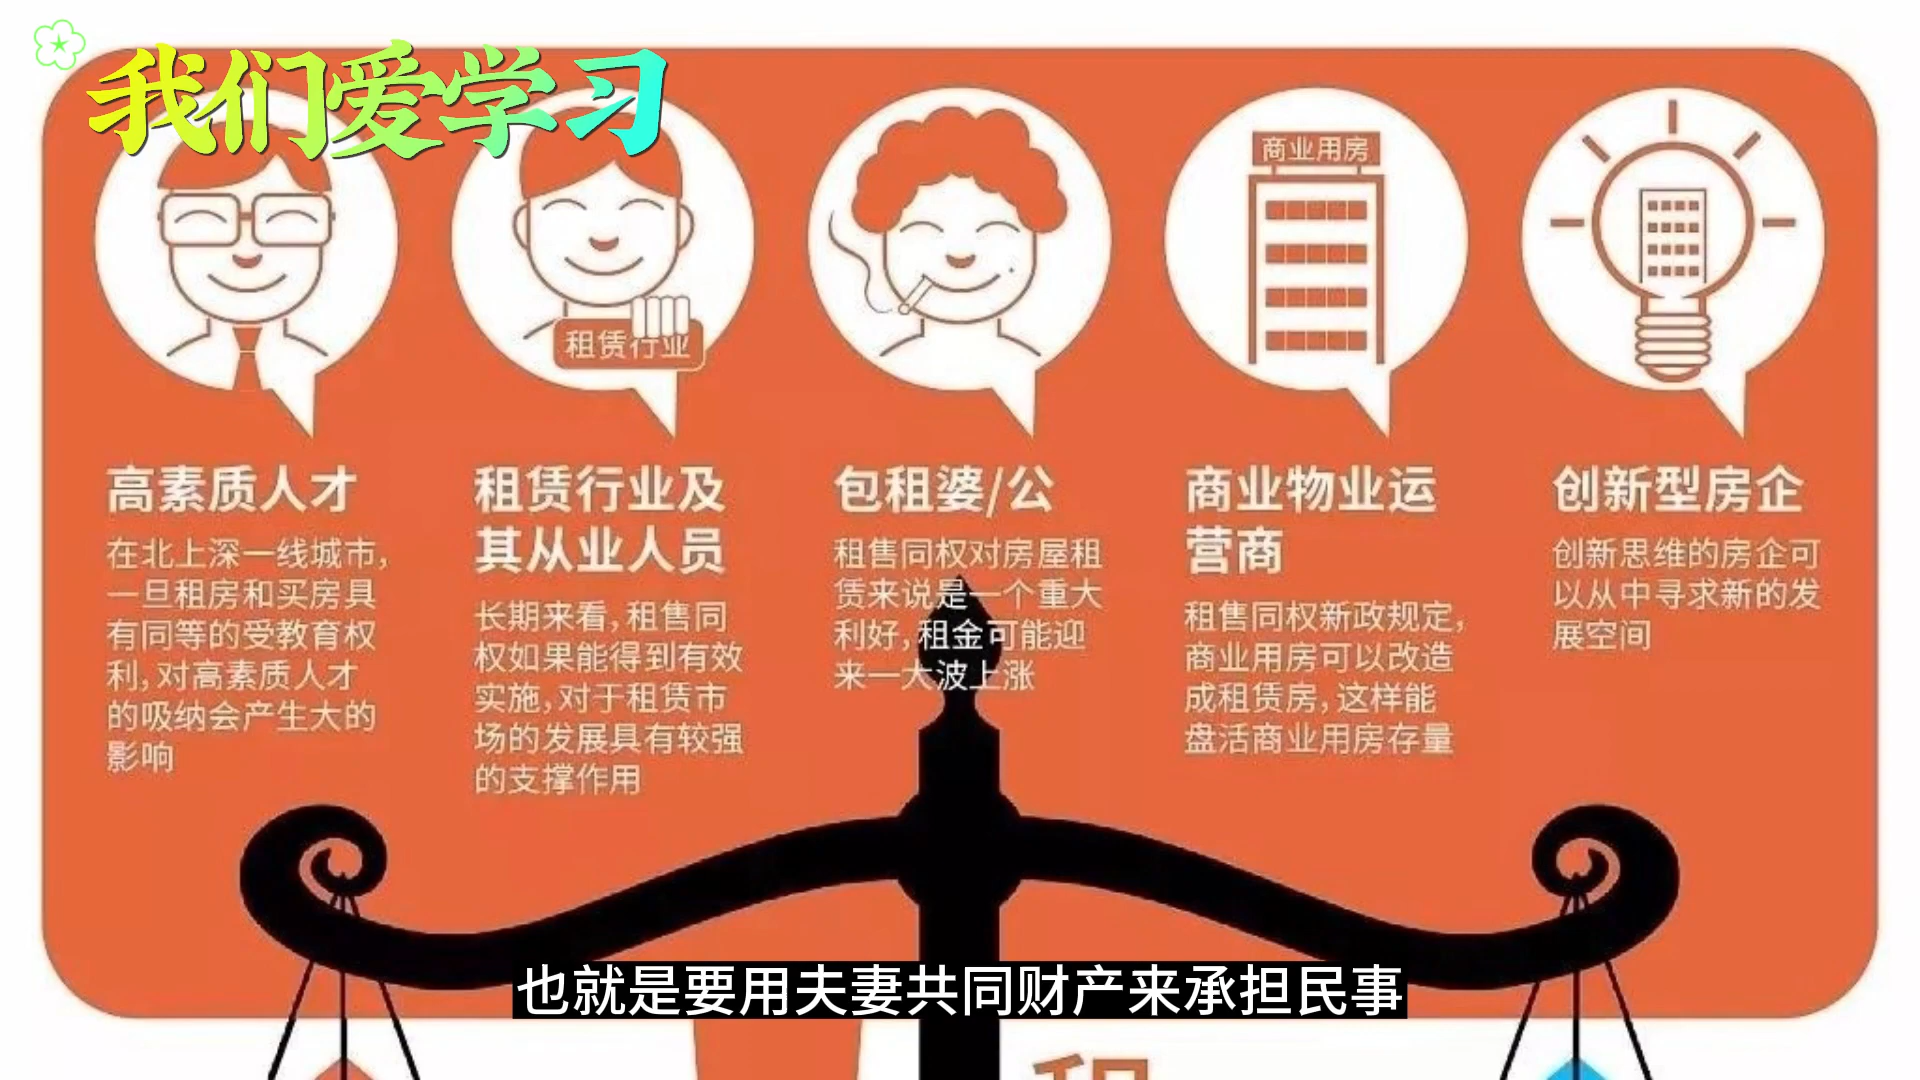 我们爱学习
租赁行业
商业用房
高素质人才
在北上深一线城市，
一旦租房和买房具
有同等的受教育权
利，对高素质人才
的吸纳会产生大的
影响
租赁行业及
其从业人员
长期来看，租售同
权如果能得到有效
实施，对于租赁市
场的发展具有较强
的支撑作用
包租婆/公
租售同权对房屋租
赁来说是一个重大
利好，租金可能迎
来一大波上涨
商业物业运
营商
租售同权新政规定，
商业用房可以改造
成租赁房，这样能
盘活商业用房存量
创新型房企
创新思维的房企可
以从中寻求新的发
展空间
也就是要用夫妻共同财产来承担民事